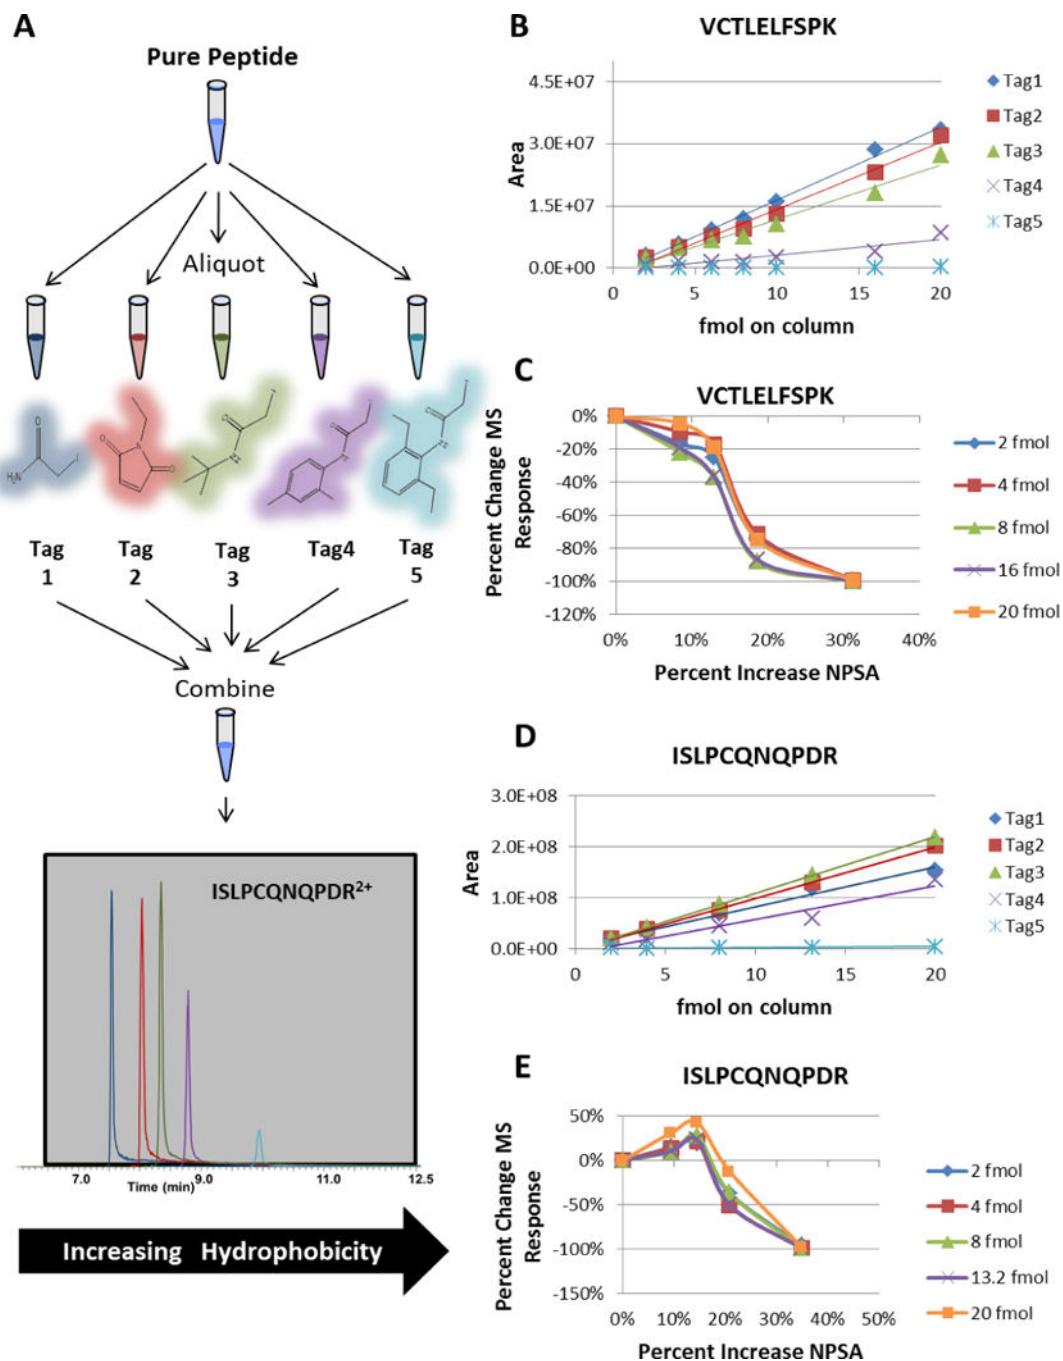 A
Pure Peptide
Aliquot
O
H₂N
I
O
N
O
O
N
H
I
O
N
H
I
O
N
H
I
Tag
1
Tag
2
Tag
3
Tag4
Tag
5
Combine
ISLPCQNQPDR²⁺
7.0
9.0
11.0
12.5
Time (min)
Increasing Hydrophobicity
B
VCTLELFSPK
4.5E+07
3.0E+07
1.5E+07
0.0E+00
Area
0
5
10
15
20
fmol on column
Tag1
Tag2
Tag3
Tag4
Tag5
C
VCTLELFSPK
0%
-20%
-40%
-60%
-80%
-100%
-120%
Percent Change MS
Response
0%
10%
20%
30%
40%
Percent Increase NPSA
2 fmol
4 fmol
8 fmol
16 fmol
20 fmol
D
ISLPCQNQPDR
3.0E+08
2.0E+08
1.0E+08
0.0E+00
Area
0
5
10
15
20
fmol on column
Tag1
Tag2
Tag3
Tag4
Tag5
E
ISLPCQNQPDR
50%
0%
-50%
-100%
-150%
Percent Change MS
Response
0%
10%
20%
30%
40%
50%
Percent Increase NPSA
2 fmol
4 fmol
8 fmol
13.2 fmol
20 fmol